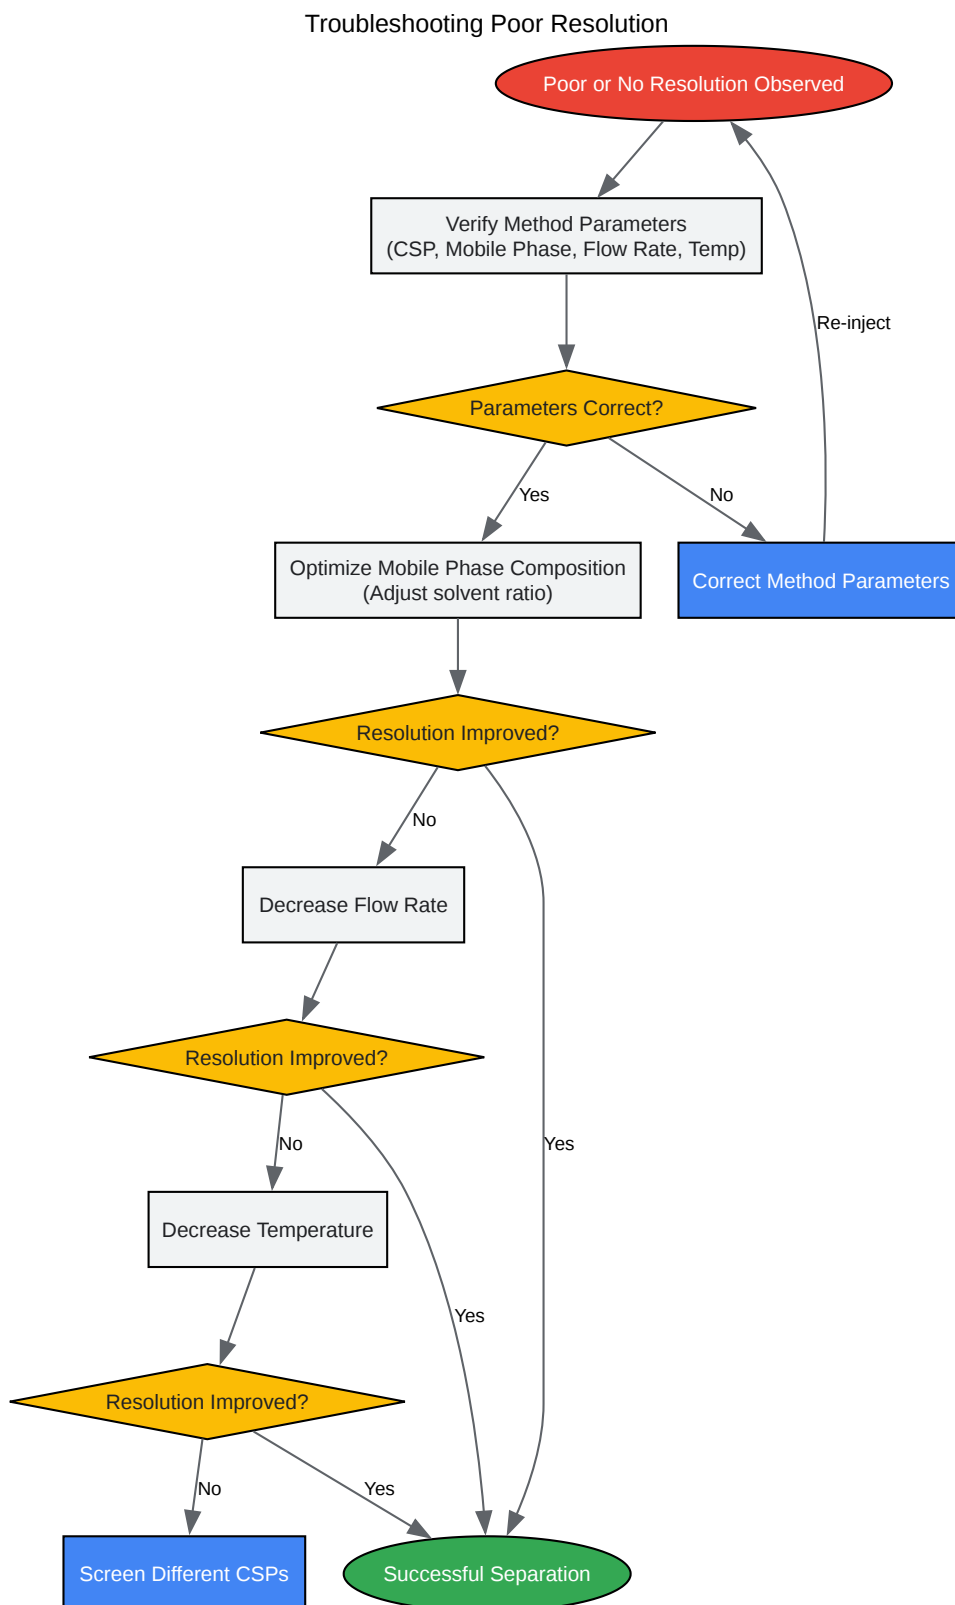 Troubleshooting Poor Resolution
Poor or No Resolution Observed
Verify Method Parameters
(CSP, Mobile Phase, Flow Rate, Temp)
Re-inject
Parameters Correct?
Yes
No
Optimize Mobile Phase Composition
(Adjust solvent ratio)
Correct Method Parameters
Resolution Improved?
No
Decrease Flow Rate
Resolution Improved?
No
Yes
Decrease Temperature
Yes
Resolution Improved?
No
Yes
Screen Different CSPs
Successful Separation